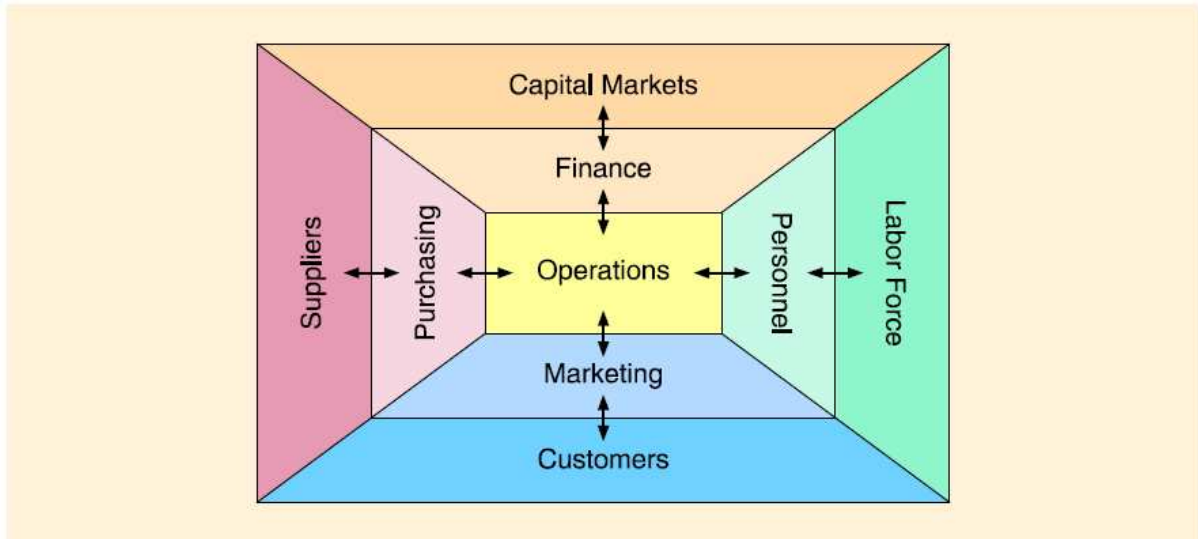 Capital Markets
Finance
Suppliers
Purchasing
Operations
Personnel
Labor Force
Marketing
Customers